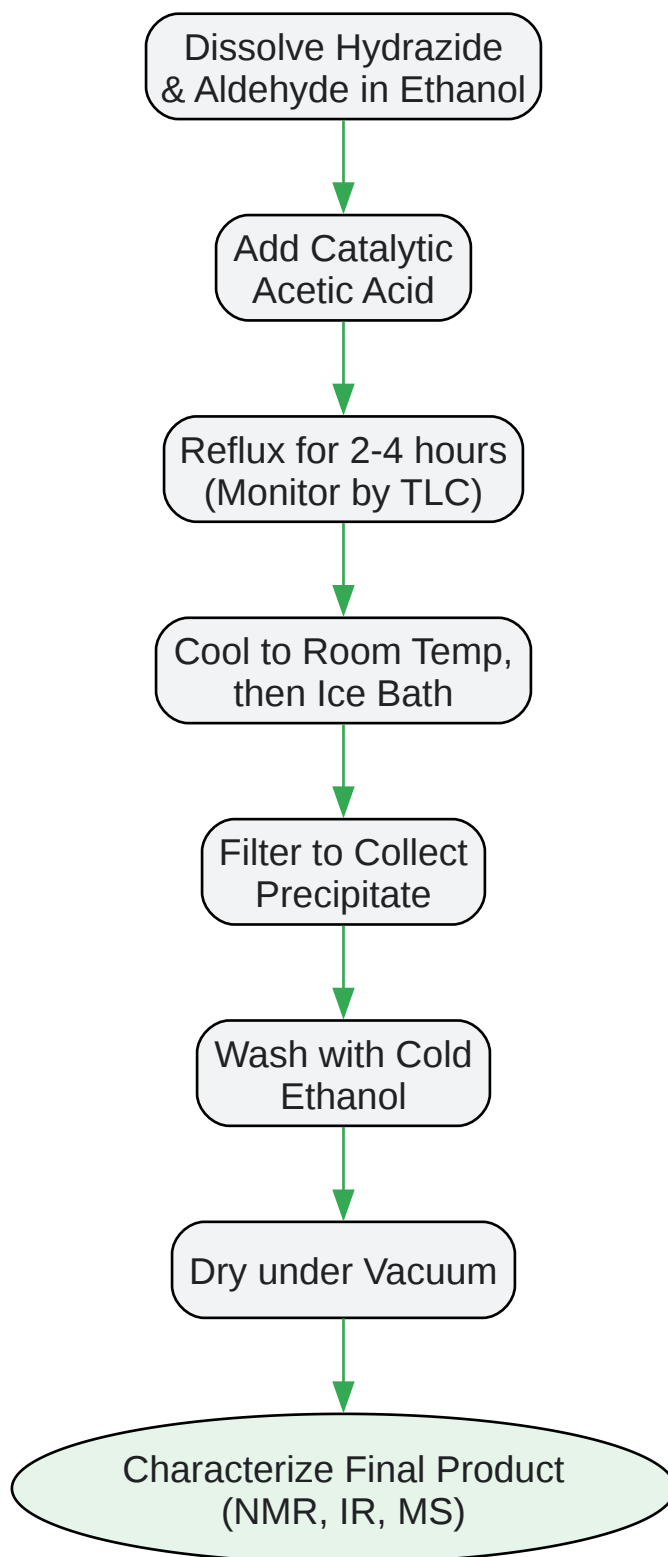 Dissolve Hydrazide
& Aldehyde in Ethanol
Add Catalytic
Acetic Acid
Reflux for 2-4 hours
(Monitor by TLC)
Cool to Room Temp,
then Ice Bath
Filter to Collect
Precipitate
Wash with Cold
Ethanol
Dry under Vacuum
Characterize Final Product
(NMR, IR, MS)